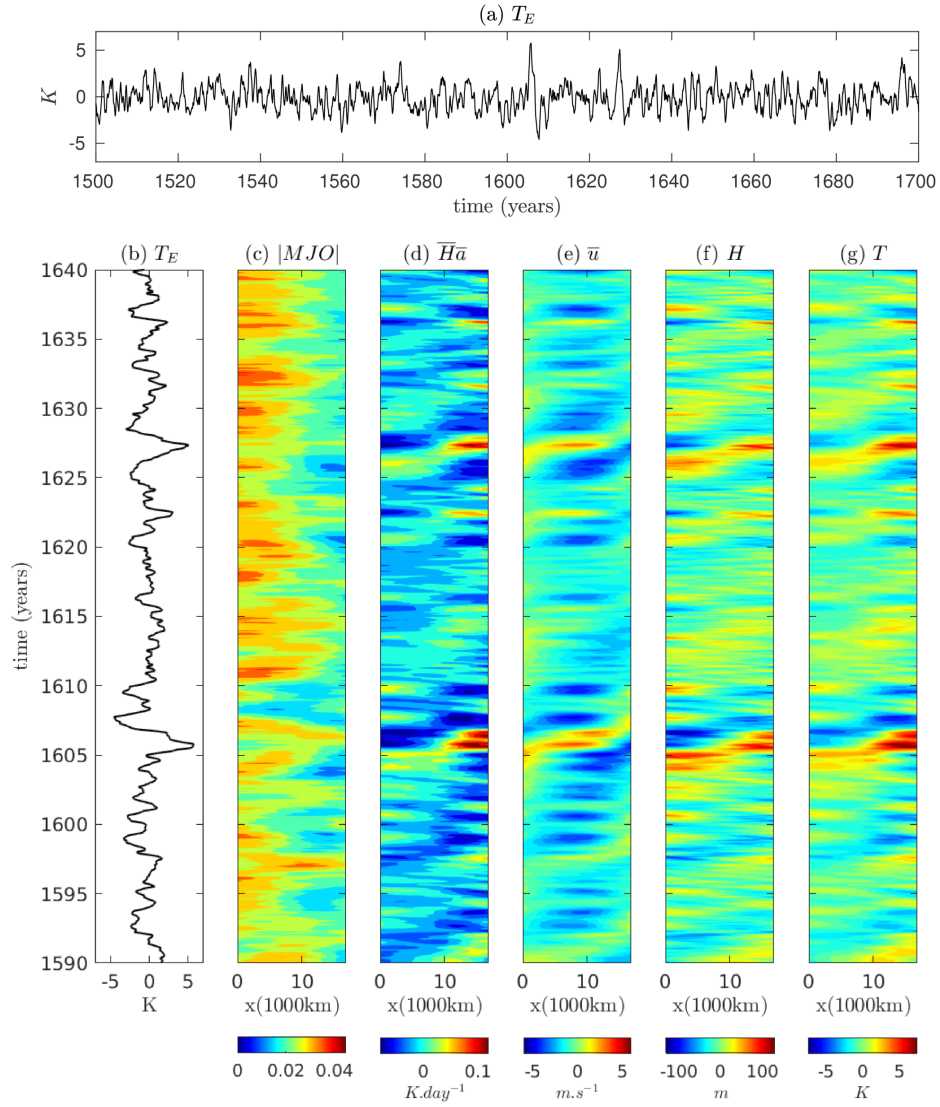 (a) T_E
5
0
-5
K
1500 1520 1540 1560 1580 1600 1620 1640 1660 1680 1700
time (years)
(b) T_E (c) |MJO| (d) H̅a̅ (e) u̅ (f) H (g) T
1640
1635
1630
1625
1620
1615
1610
1605
1600
1595
1590
time (years)
-5 0 5 0 10 0 10 0 10 0 10 0 10
K x(1000km) x(1000km) x(1000km) x(1000km) x(1000km)
0 0.02 0.04 0 0.1 -5 0 5 -100 0 100 -5 0 5
K.day⁻¹ m.s⁻¹ m K